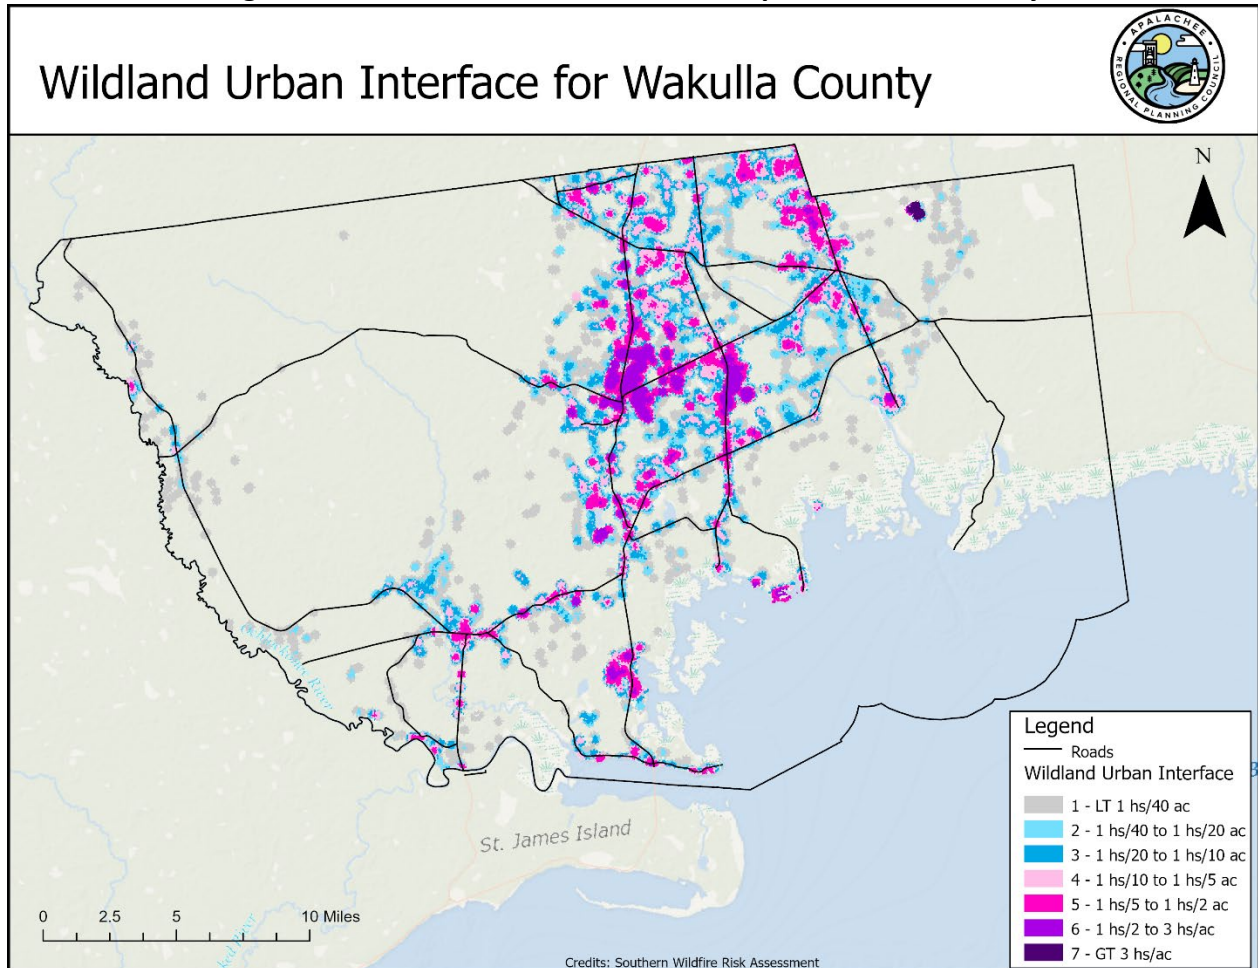 Wildland Urban Interface for Wakulla County
APALACHEE
REGIONAL PLANNING COUNCIL
N
St. James Island
0 2.5 5 10 Miles
Credits: Southern Wildfire Risk Assessment
Legend
Roads
Wildland Urban Interface
1 - LT 1 hs/40 ac
2 - 1 hs/40 to 1 hs/20 ac
3 - 1 hs/20 to 1 hs/10 ac
4 - 1 hs/10 to 1 hs/5 ac
5 - 1 hs/5 to 1 hs/2 ac
6 - 1 hs/2 to 3 hs/ac
7 - GT 3 hs/ac